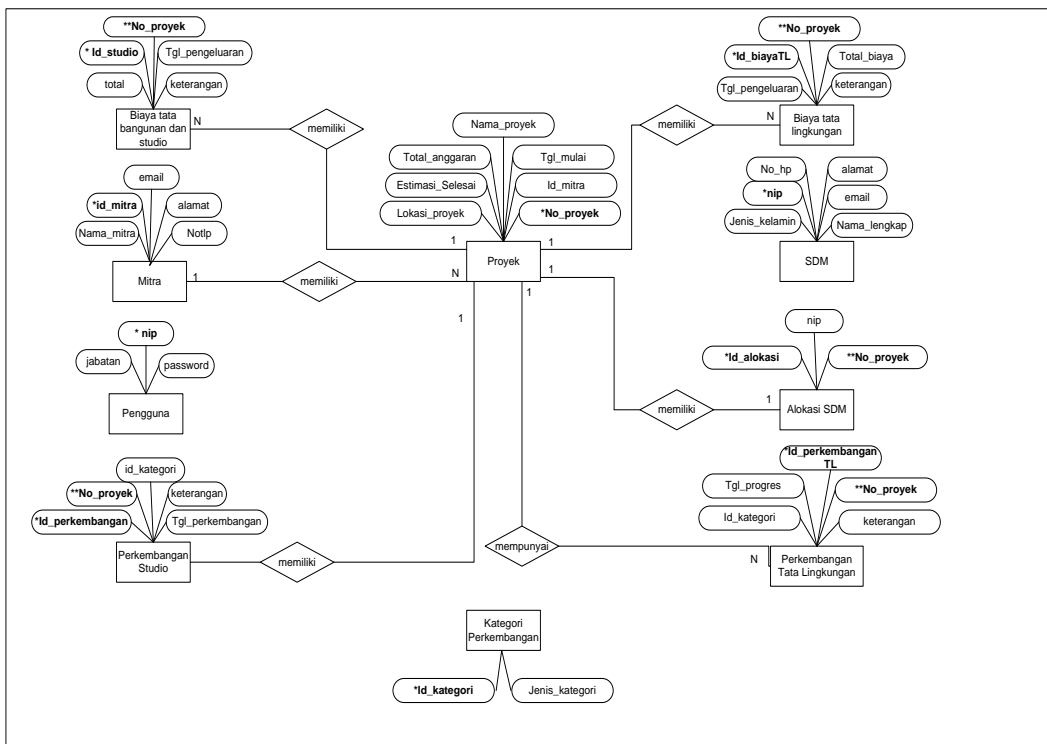 **No_proyek
* Id_studio
Tgl_pengeluaran
total
keterangan
Biaya tata
bangunan dan
studio
N
memiliki
1
Nama_proyek
Total_anggaran
Tgl_mulai
Estimasi_Selesai
Id_mitra
Lokasi_proyek
*No_proyek
Proyek
**No_proyek
*Id_biayaTL
Total_biaya
Tgl_pengeluaran
keterangan
Biaya tata
lingkungan
N
memiliki
1
No_hp
alamat
*nip
email
Jenis_kelamin
Nama_lengkap
SDM
email
*id_mitra
alamat
Nama_mitra
Notlp
Mitra
1
memiliki
N
1
1
1
* nip
jabatan
password
Pengguna
nip
*Id_alokasi
**No_proyek
Alokasi SDM
1
memiliki
id_kategori
**No_proyek
keterangan
*Id_perkembangan
Tgl_perkembangan
Perkembangan
Studio
memiliki
mempunyai
N
*Id_perkembangan
TL
Tgl_progres
**No_proyek
Id_kategori
keterangan
Perkembangan
Tata Lingkungan
Kategori
Perkembangan
*Id_kategori
Jenis_kategori